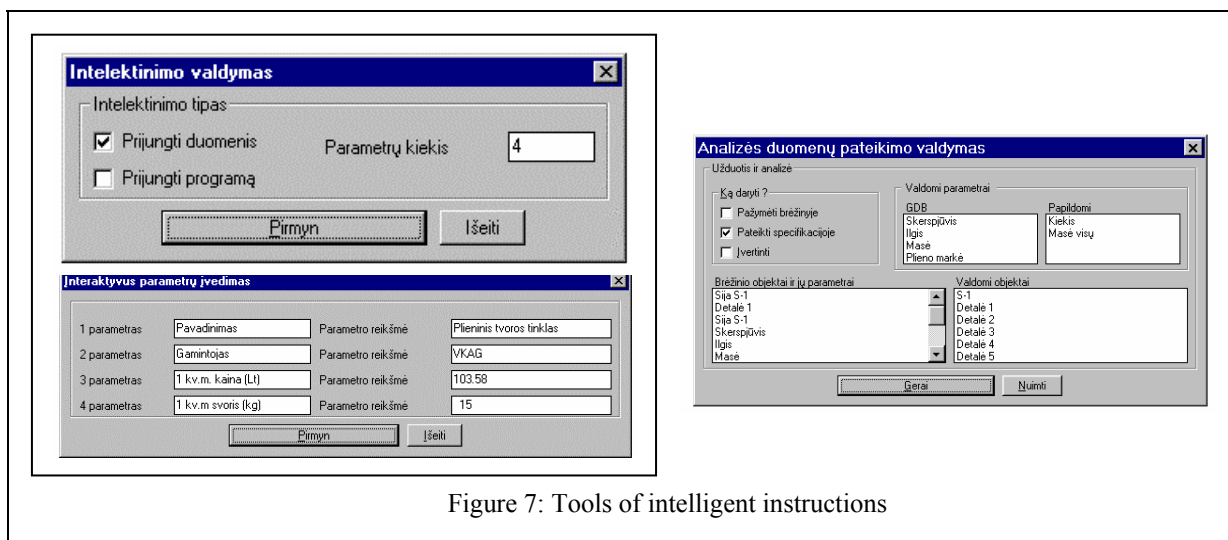 Intelektinimo valdymas
Intelektinimo tipas
Prijungti duomenis
Parametrų kiekis
4
Prijungti programą
Pirmyn
Išeiti
Interaktyvus parametrų įvedimas
1 parametras Pavadinimas Parametro reikšmė Plieninis tvoros tinklas
2 parametras Gamintojas Parametro reikšmė VKAG
3 parametras 1 kv.m. kaina (Lt) Parametro reikšmė 103.58
4 parametras 1 kv.m svoris (kg) Parametro reikšmė 15
Pirmyn
Išeiti
Analizės duomenų pateikimo valdymas
Užduotis ir analizė
Ką daryti ?
Pažymėti brėžinyje
Pateikti specifikacijoje
Įvertinti
Valdomi parametrai
GDB
Skerspjūvis
Ilgis
Masė
Plieno markė
Papildomi
Kiekis
Masė visų
Brėžinio objektai ir jų parametrai
Sija S-1
Detalė 1
Sija S-1
Skerspjūvis
Ilgis
Masė
Valdomi objektai
S-1
Detalė 1
Detalė 2
Detalė 3
Detalė 4
Detalė 5
Gerai
Nuimti
Figure 7: Tools of intelligent instructions